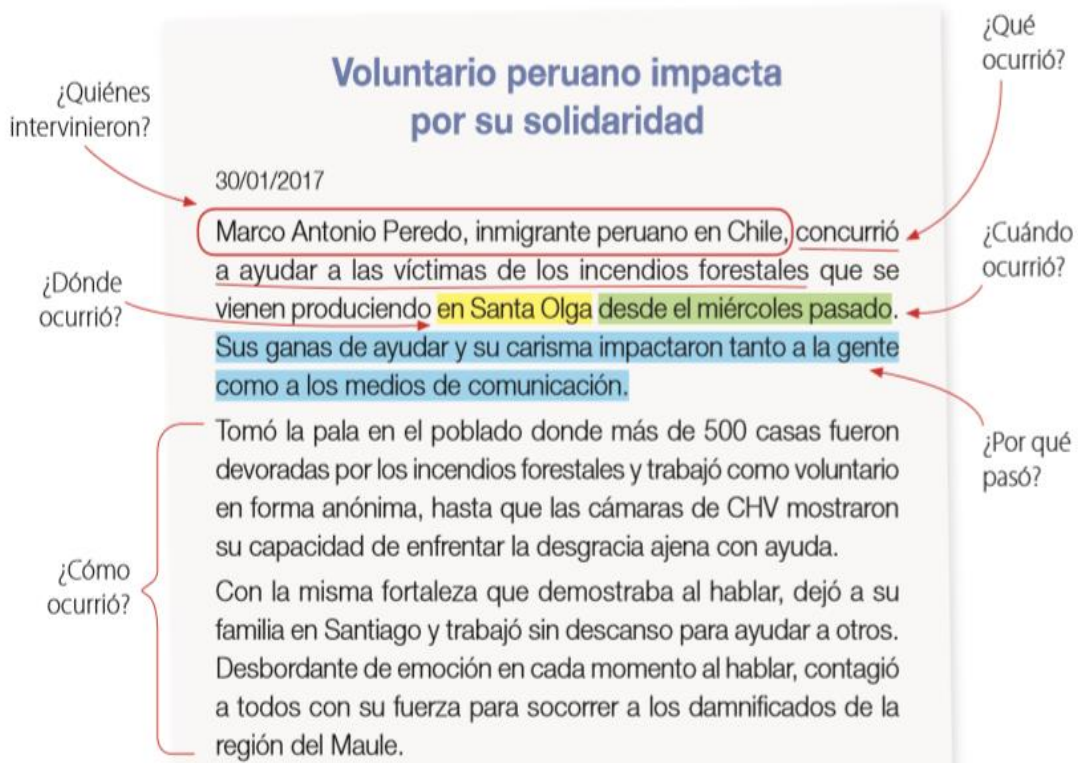 ¿Quiénes
intervinieron?
¿Qué
ocurrió?
Voluntario peruano impacta
por su solidaridad
30/01/2017
Marco Antonio Peredo, inmigrante peruano en Chile, concurrió
a ayudar a las víctimas de los incendios forestales que se
vienen produciendo en Santa Olga desde el miércoles pasado.
Sus ganas de ayudar y su carisma impactaron tanto a la gente
como a los medios de comunicación.
¿Dónde
ocurrió?
¿Cuándo
ocurrió?
¿Por qué
pasó?
Tomó la pala en el poblado donde más de 500 casas fueron
devoradas por los incendios forestales y trabajó como voluntario
en forma anónima, hasta que las cámaras de CHV mostraron
su capacidad de enfrentar la desgracia ajena con ayuda.
Con la misma fortaleza que demostraba al hablar, dejó a su
familia en Santiago y trabajó sin descanso para ayudar a otros.
Desbordante de emoción en cada momento al hablar, contagió
a todos con su fuerza para socorrer a los damnificados de la
región del Maule.
¿Cómo
ocurrió?